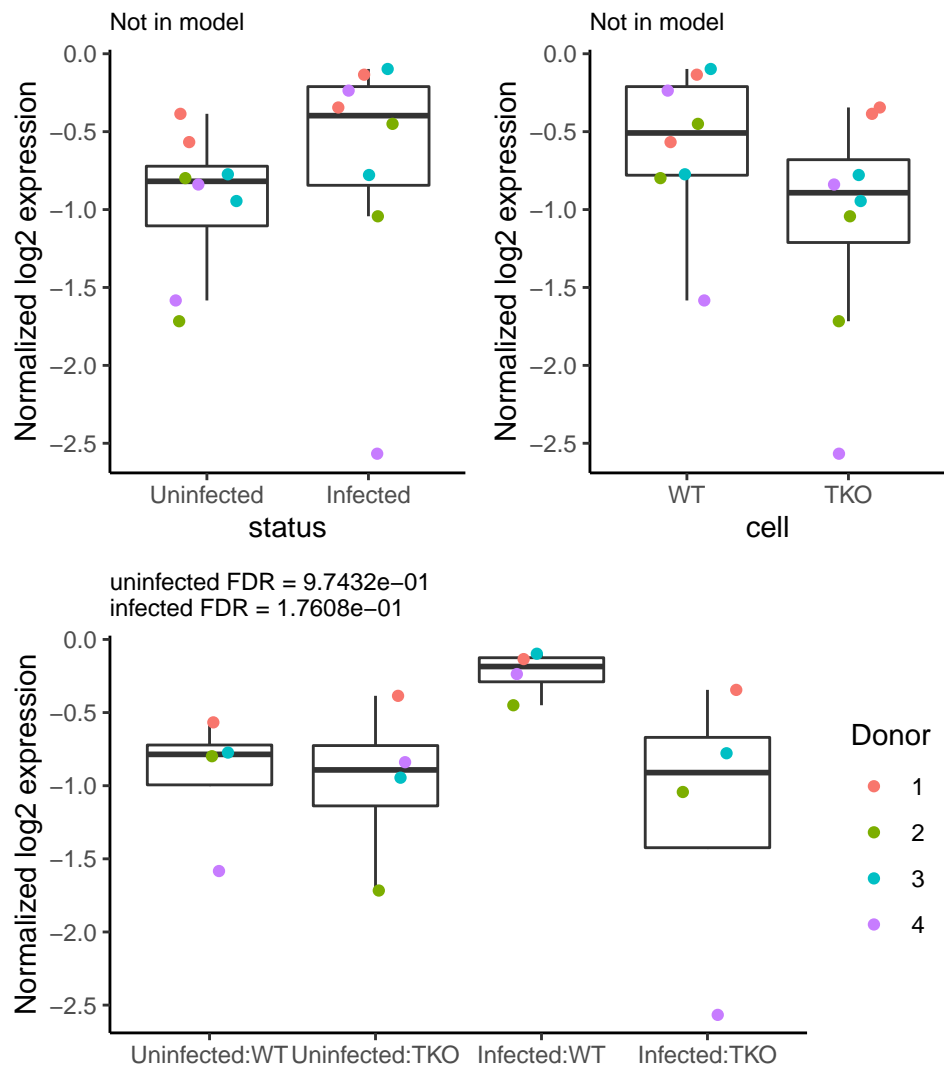 Not in model
0.0
−0.5
−1.0
−1.5
−2.0
−2.5
Normalized log2 expression
Uninfected Infected
status
Not in model
0.0
−0.5
−1.0
−1.5
−2.0
−2.5
Normalized log2 expression
WT TKO
cell
uninfected FDR = 9.7432e−01
infected FDR = 1.7608e−01
0.0
−0.5
−1.0
−1.5
−2.0
−2.5
Normalized log2 expression
Uninfected:WT Uninfected:TKO Infected:WT Infected:TKO
Donor
1
2
3
4